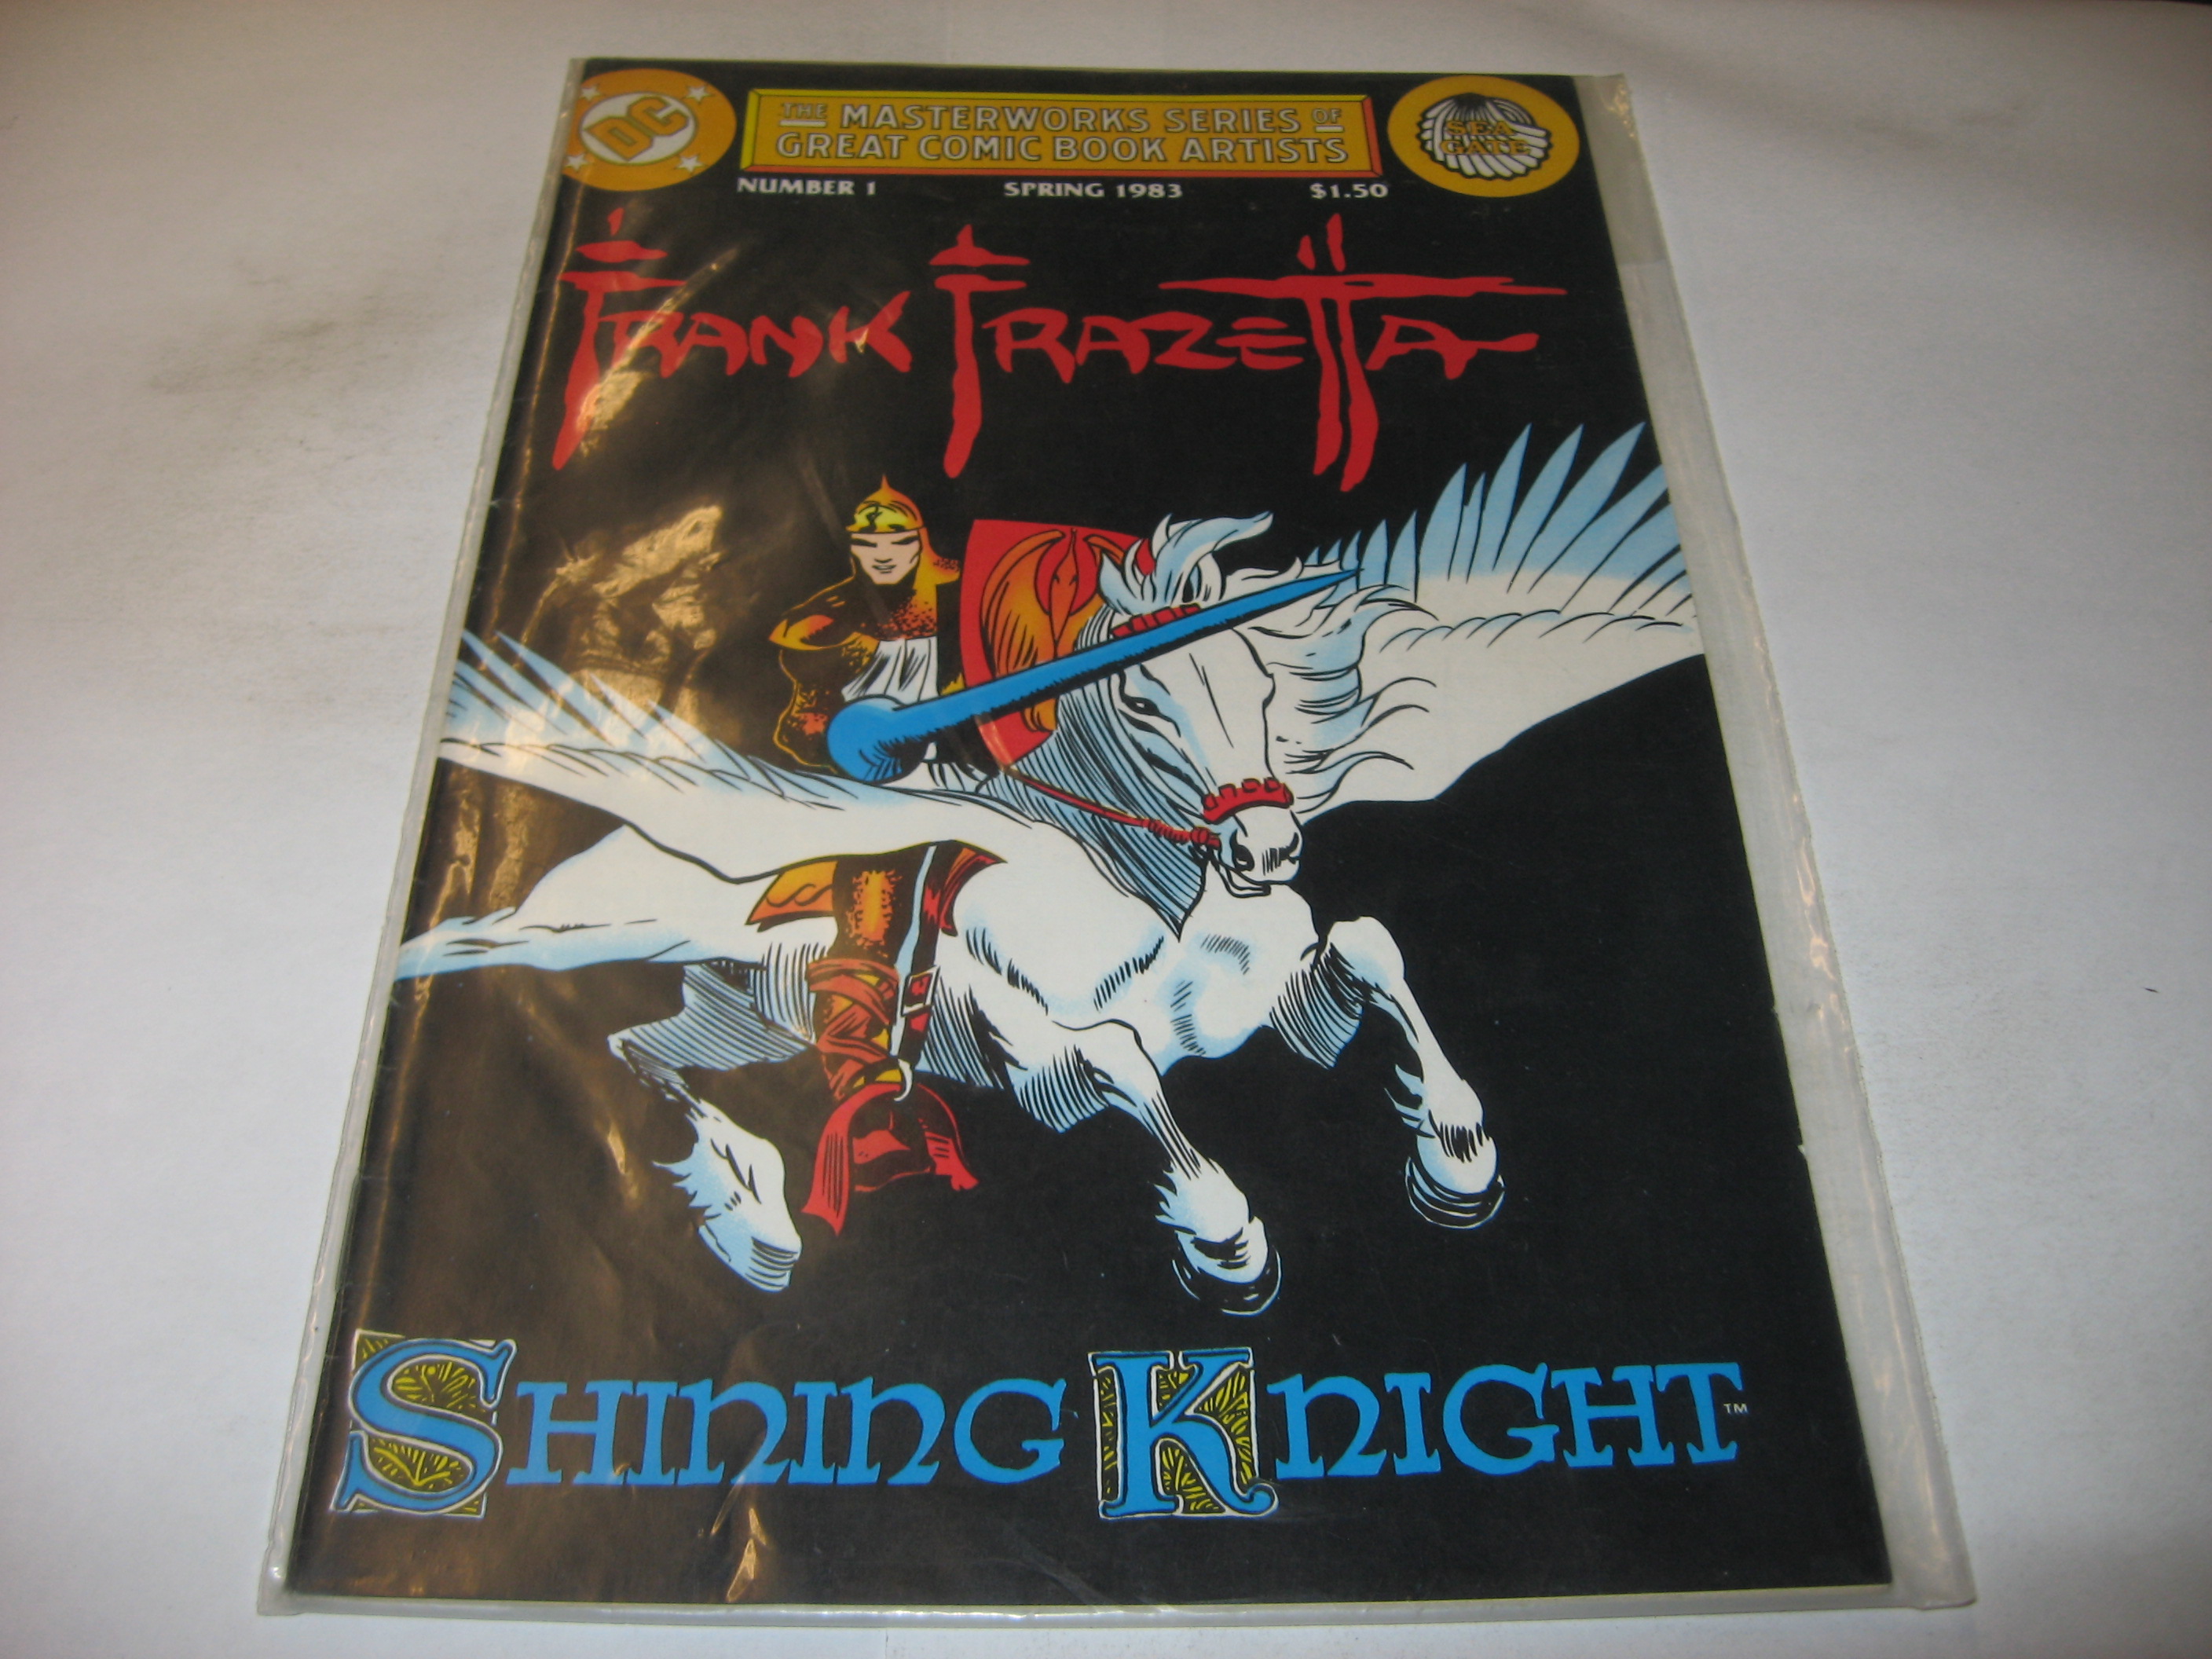 DC
THE MASTERWORKS SERIES OF
GREAT COMIC BOOK ARTISTS
SEA
GATE
NUMBER 1 SPRING 1983 $1.50
FRANK FRAZETTA
SHINING KNIGHT™